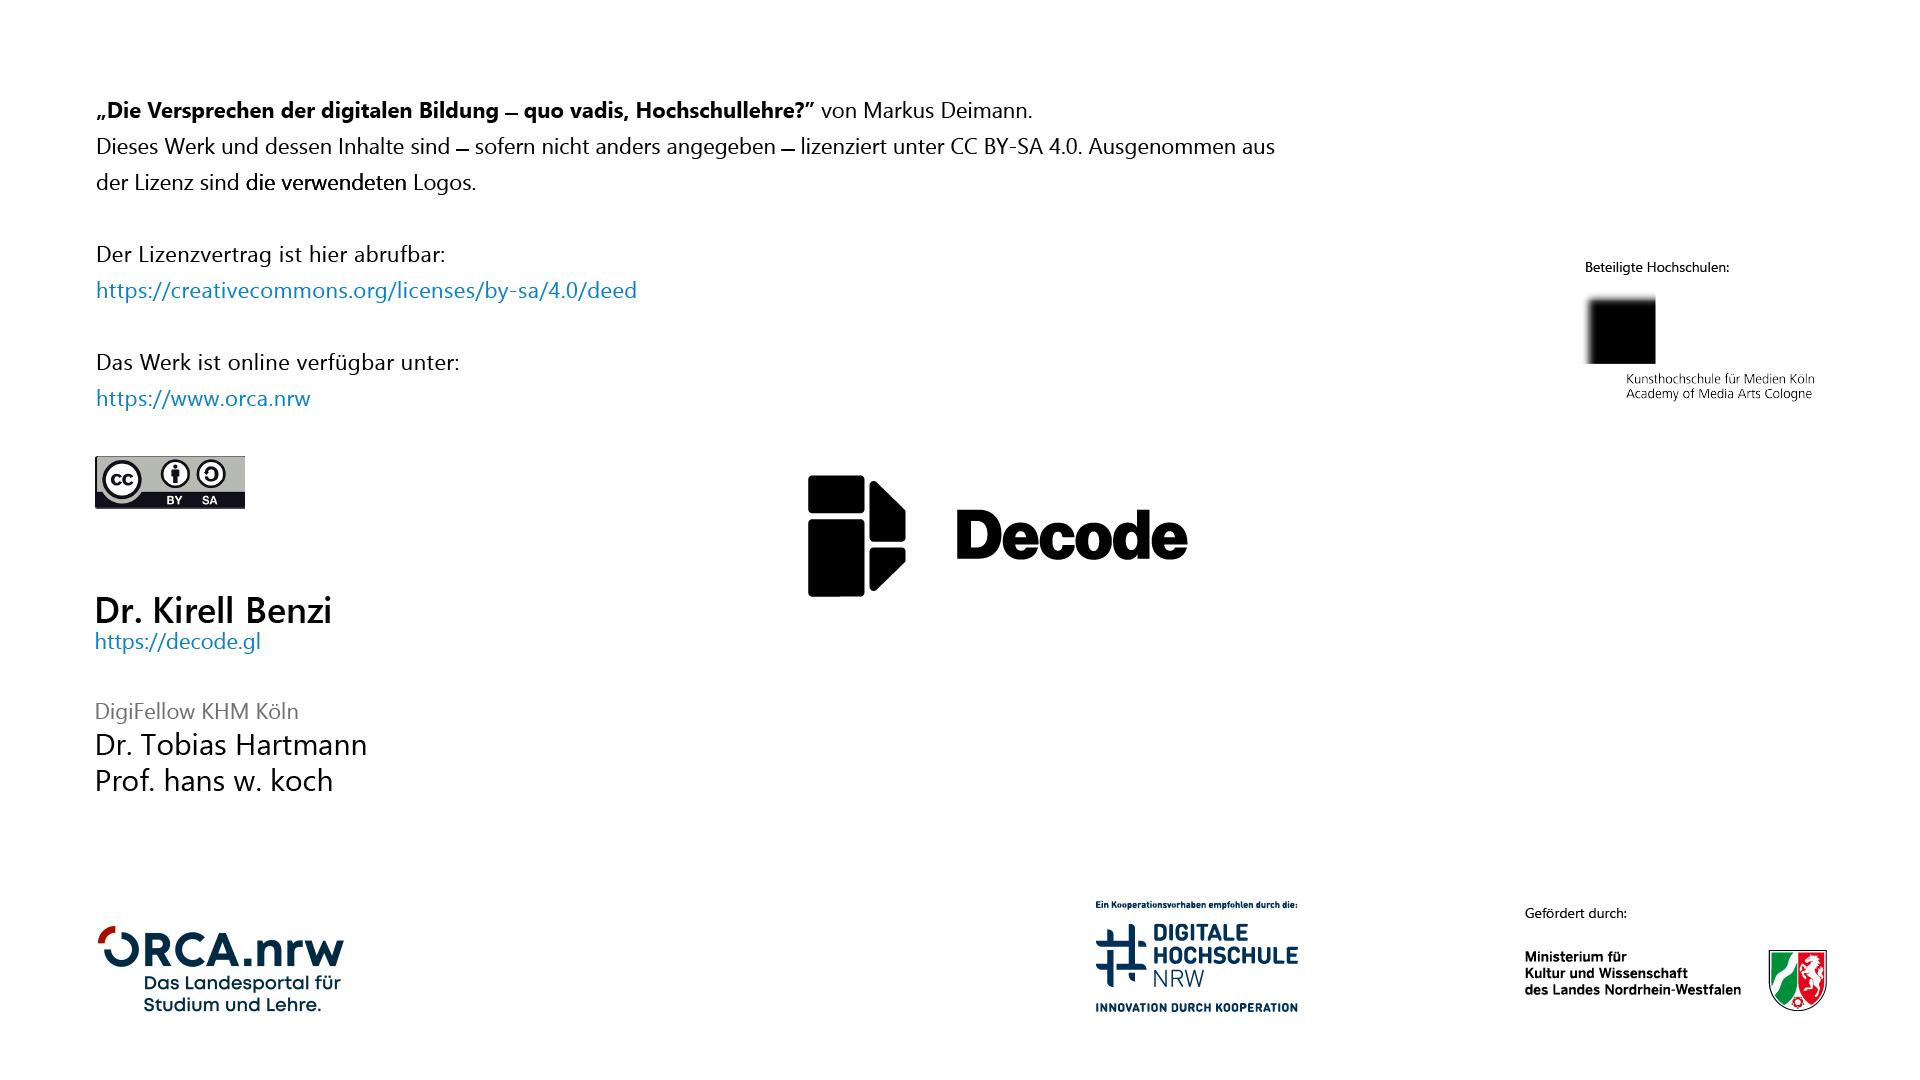 „Die Versprechen der digitalen Bildung – quo vadis, Hochschullehre?” von Markus Deimann.
Dieses Werk und dessen Inhalte sind – sofern nicht anders angegeben – lizenziert unter CC BY-SA 4.0. Ausgenommen aus
der Lizenz sind die verwendeten Logos.
Der Lizenzvertrag ist hier abrufbar:
https://creativecommons.org/licenses/by-sa/4.0/deed
Das Werk ist online verfügbar unter:
https://www.orca.nrw
cc
BY SA
Beteiligte Hochschulen:
Kunsthochschule für Medien Köln
Academy of Media Arts Cologne
Decode
Dr. Kirell Benzi
https://decode.gl
DigiFellow KHM Köln
Dr. Tobias Hartmann
Prof. hans w. koch
ORCA.nrw
Das Landesportal für
Studium und Lehre.
Ein Kooperationsvorhaben empfohlen durch die:
DIGITALE
HOCHSCHULE
NRW
INNOVATION DURCH KOOPERATION
Gefördert durch:
Ministerium für
Kultur und Wissenschaft
des Landes Nordrhein-Westfalen